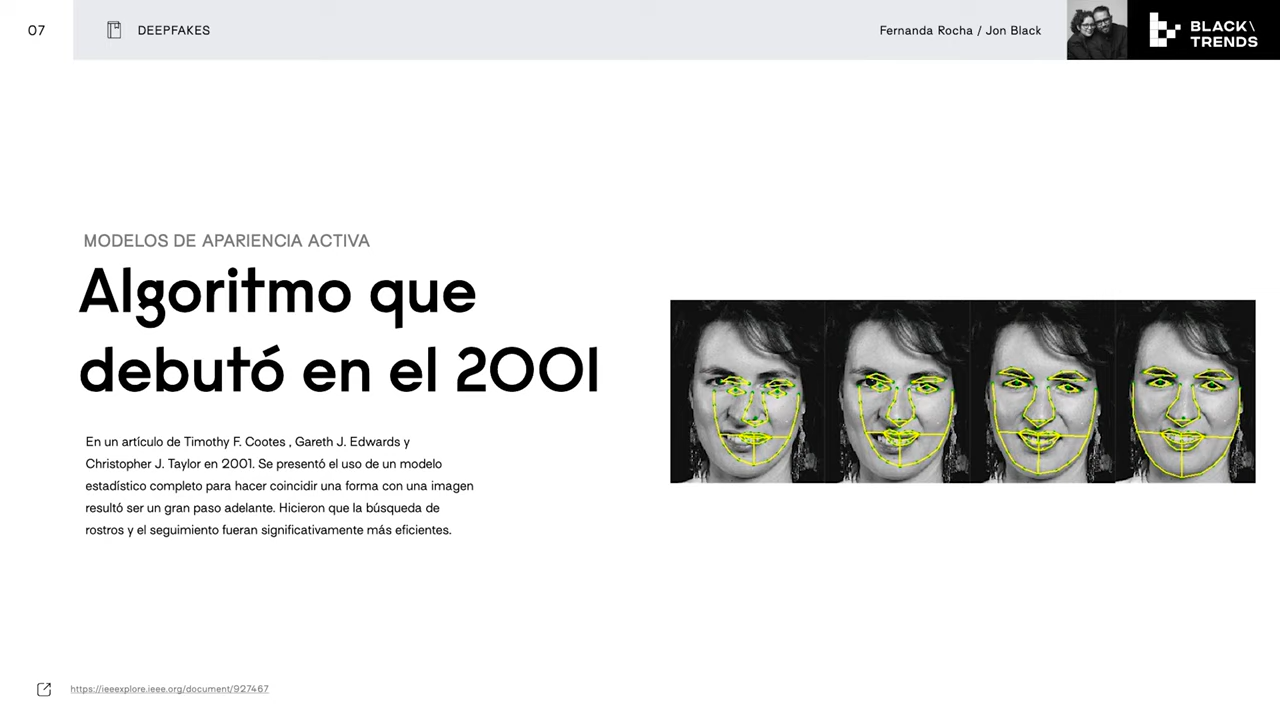 07
DEEPFAKES
Fernanda Rocha / Jon Black
BLACK\
TRENDS
MODELOS DE APARIENCIA ACTIVA
Algoritmo que
debutó en el 2001
En un artículo de Timothy F. Cootes , Gareth J. Edwards y
Christopher J. Taylor en 2001. Se presentó el uso de un modelo
estadístico completo para hacer coincidir una forma con una imagen
resultó ser un gran paso adelante. Hicieron que la búsqueda de
rostros y el seguimiento fueran significativamente más eficientes.
https://ieeexplore.ieee.org/document/927467